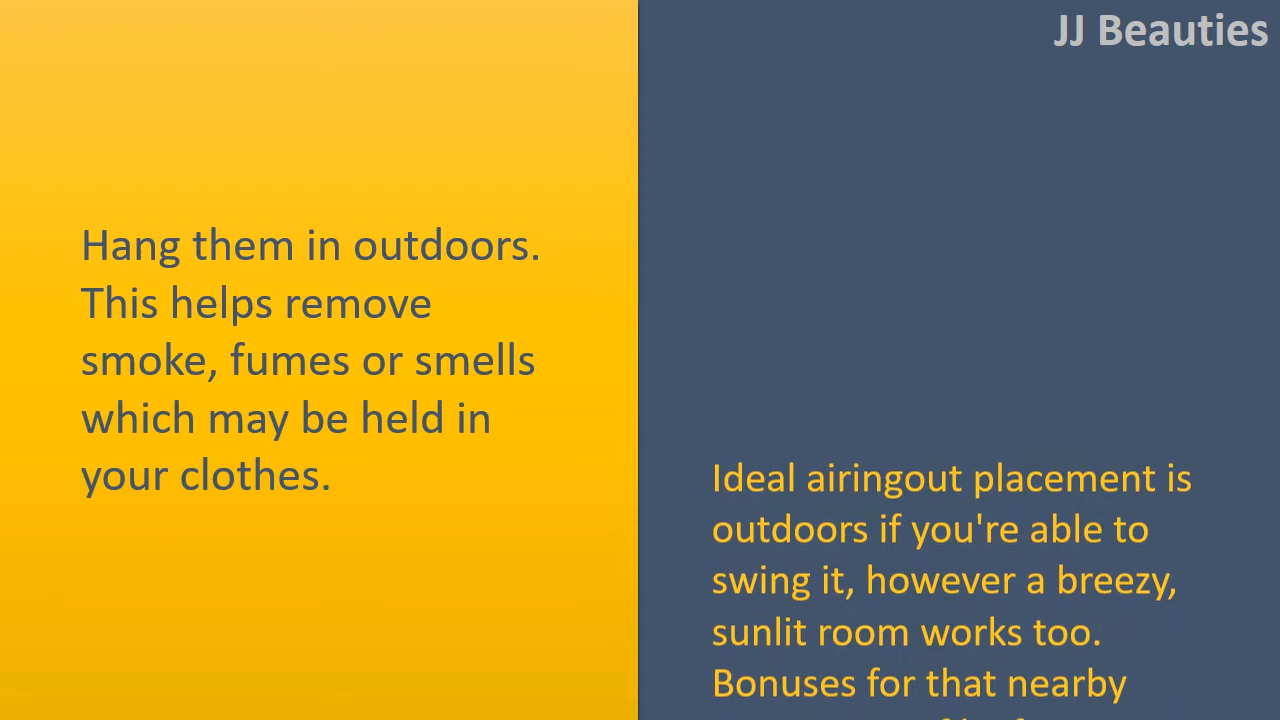 JJ Beauties
Hang them in outdoors.
This helps remove
smoke, fumes or smells
which may be held in
your clothes.
Ideal airingout placement is
outdoors if you're able to
swing it, however a breezy,
sunlit room works too.
Bonuses for that nearby